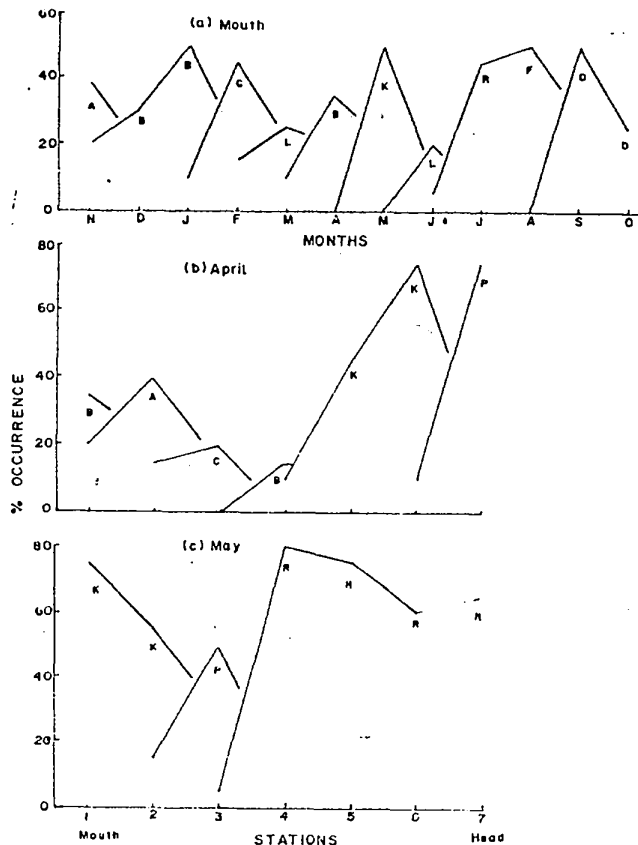 (a) Mouth
60
40
20
0
A B B C L B K L R F D D
N D J F M A M J J A S O
MONTHS
(b) April
80
60
40
20
0
B A C B K K P
% OCCURRENCE
(c) May
80
60
40
20
0
K K P R M R M
1 2 3 4 5 6 7
Mouth STATIONS Head